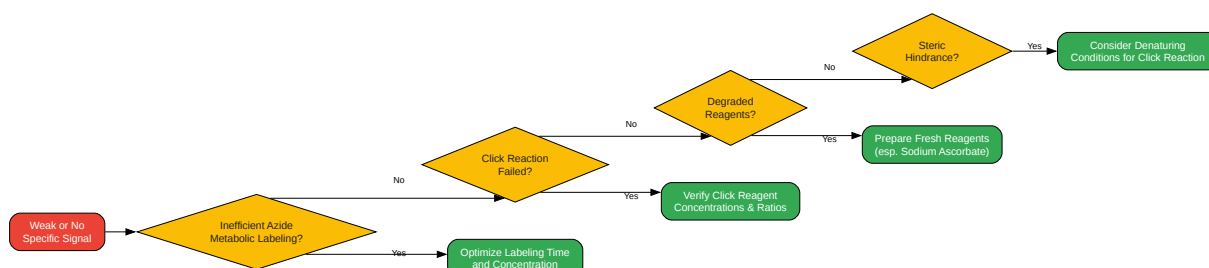 Weak or No
Specific Signal
Inefficient Azide
Metabolic Labeling?
Yes
Optimize Labeling Time
and Concentration
No
Click Reaction
Failed?
Yes
Verify Click Reagent
Concentrations & Ratios
No
Degraded
Reagents?
Yes
Prepare Fresh Reagents
(esp. Sodium Ascorbate)
No
Steric
Hindrance?
Yes
Consider Denaturing
Conditions for Click Reaction